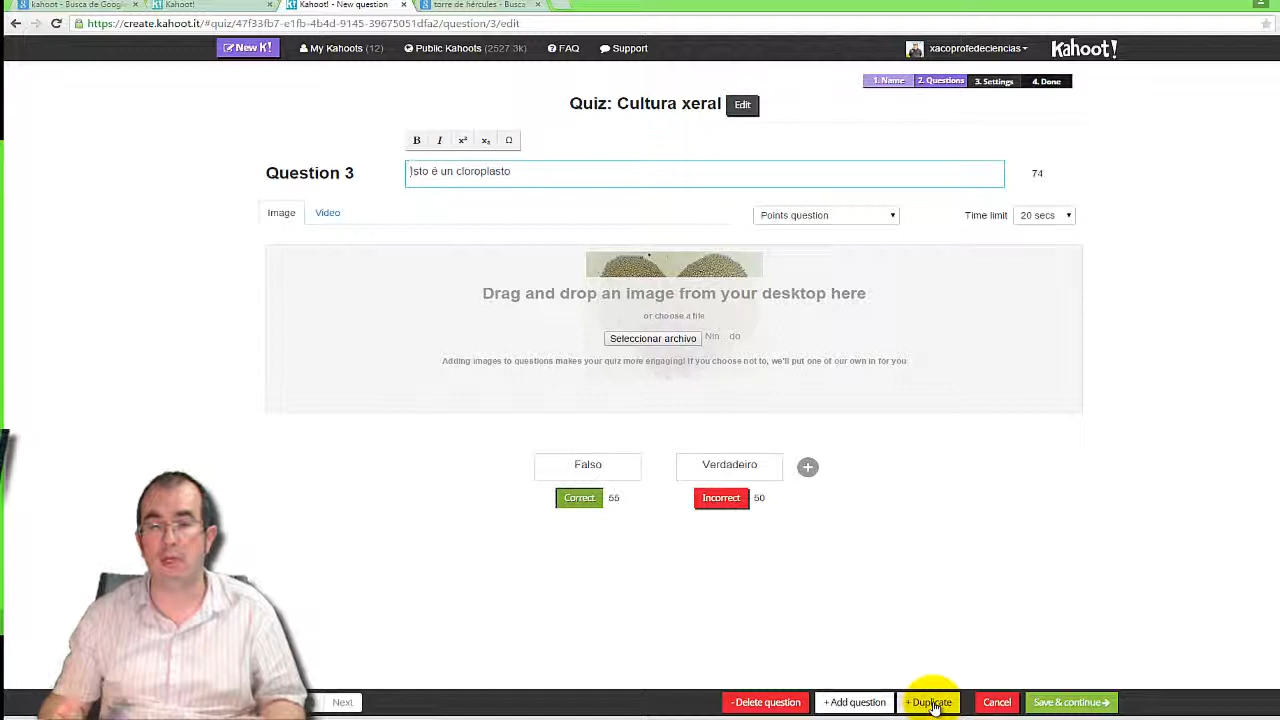 kahoot - Busca de Google
Kahoot!
Kahoot! - New question
torre de hércules - Busca
https://create.kahoot.it/#quiz/47f33fb7-e1fb-4b4d-9145-39675051dfa2/question/3/edit
New K!
My Kahoots (12)
Public Kahoots (2527.3k)
FAQ
Support
xacoprofedeciencias
Kahoot!
1. Name
2. Questions
3. Settings
4. Done
Quiz: Cultura xeral
Edit
B I x² x₂ Ω
Question 3
Isto é un cloroplasto
74
Image
Video
Points question
Time limit
20 secs
Drag and drop an image from your desktop here
or choose a file
Seleccionar archivo
Nin
do
Adding images to questions makes your quiz more engaging! If you choose not to, we'll put one of our own in for you
Falso
Verdadeiro
Correct
55
Incorrect
50
Next
- Delete question
+ Add question
+ Duplicate
Cancel
Save & continue